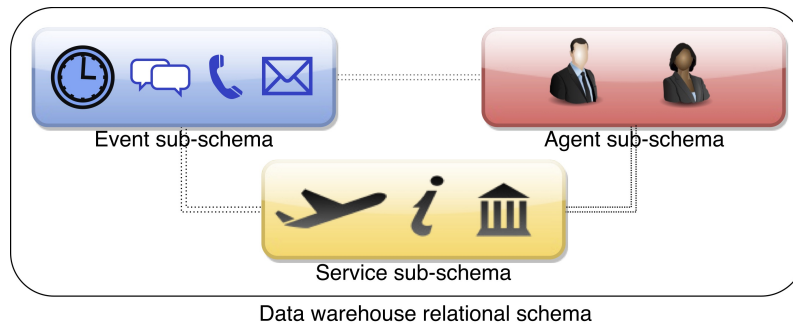 Event sub-schema
Agent sub-schema
Service sub-schema
Data warehouse relational schema